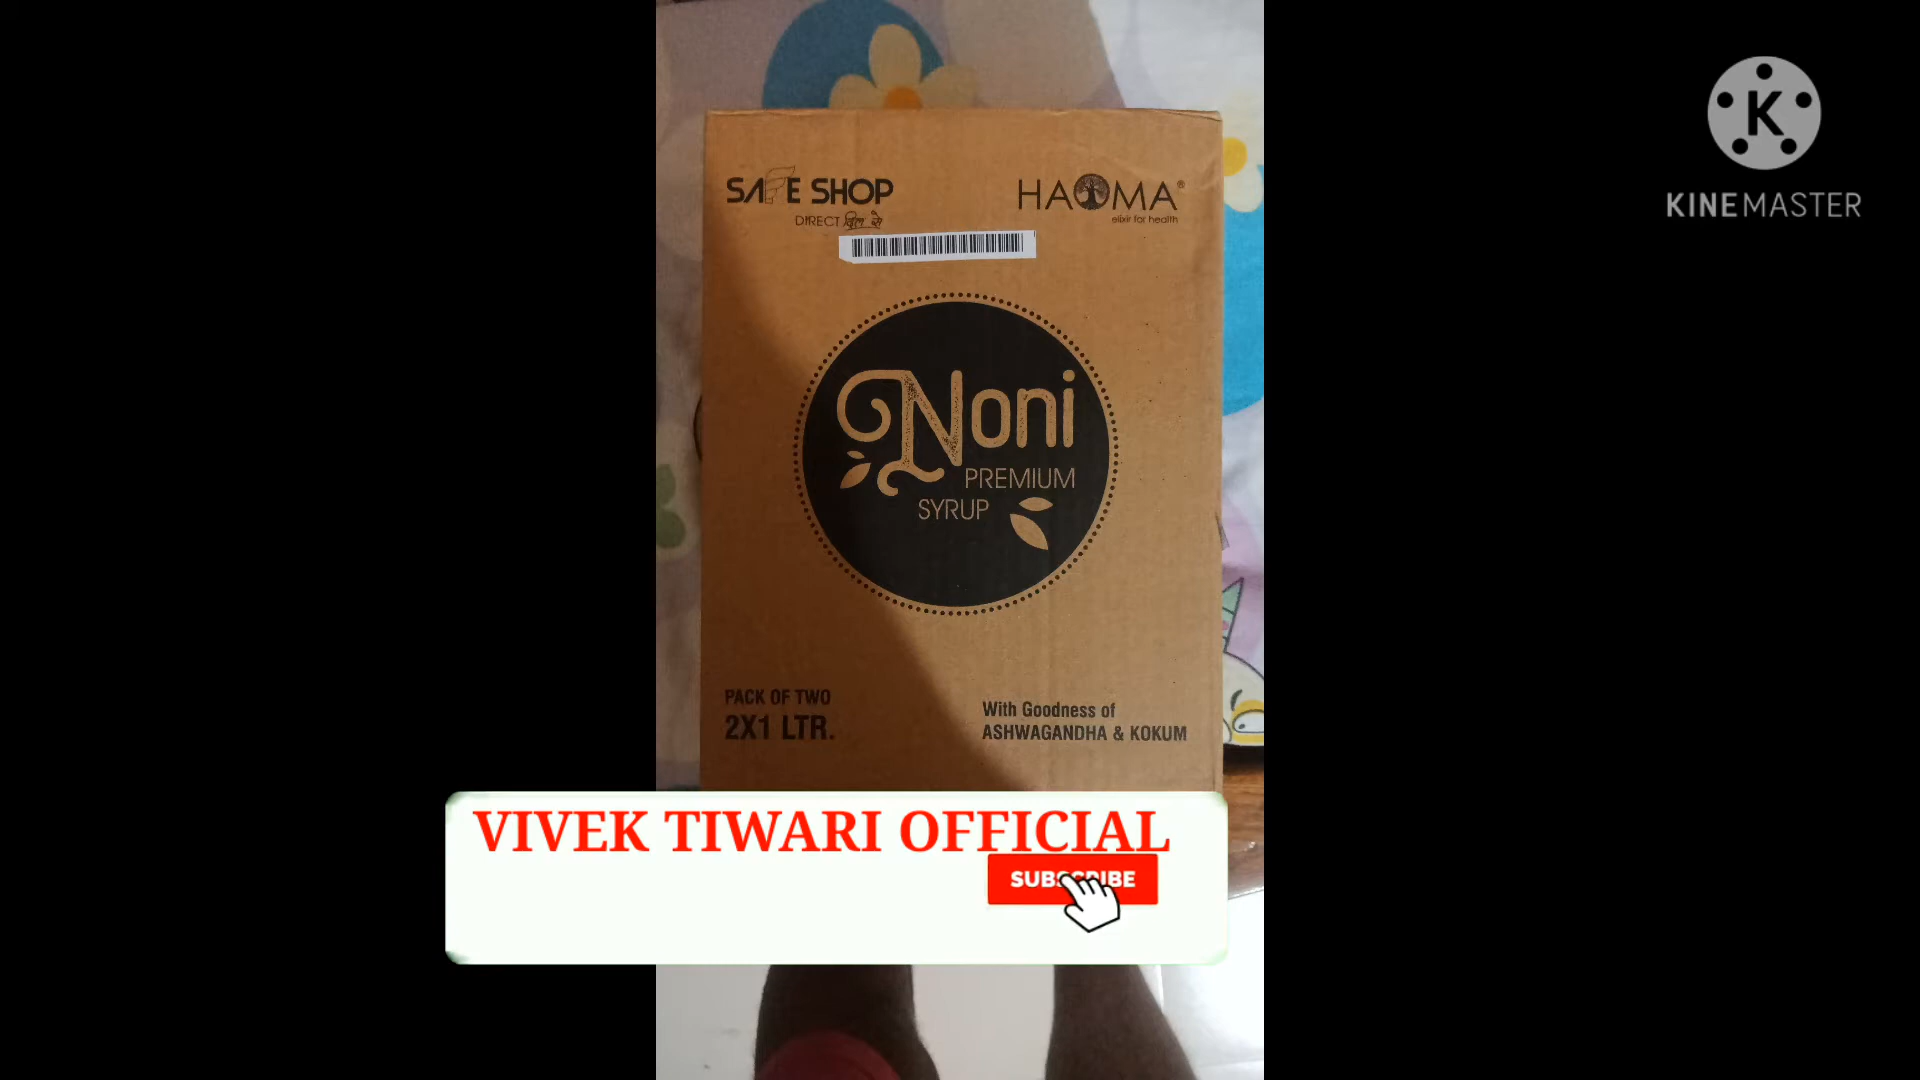 SAFE SHOP
DIRECT दिल से
HAOMA®
elixir for health
Noni
PREMIUM
SYRUP
PACK OF TWO
2X1 LTR.
With Goodness of
ASHWAGANDHA & KOKUM
VIVEK TIWARI OFFICIAL
SUBSCRIBE
K
KINEMASTER